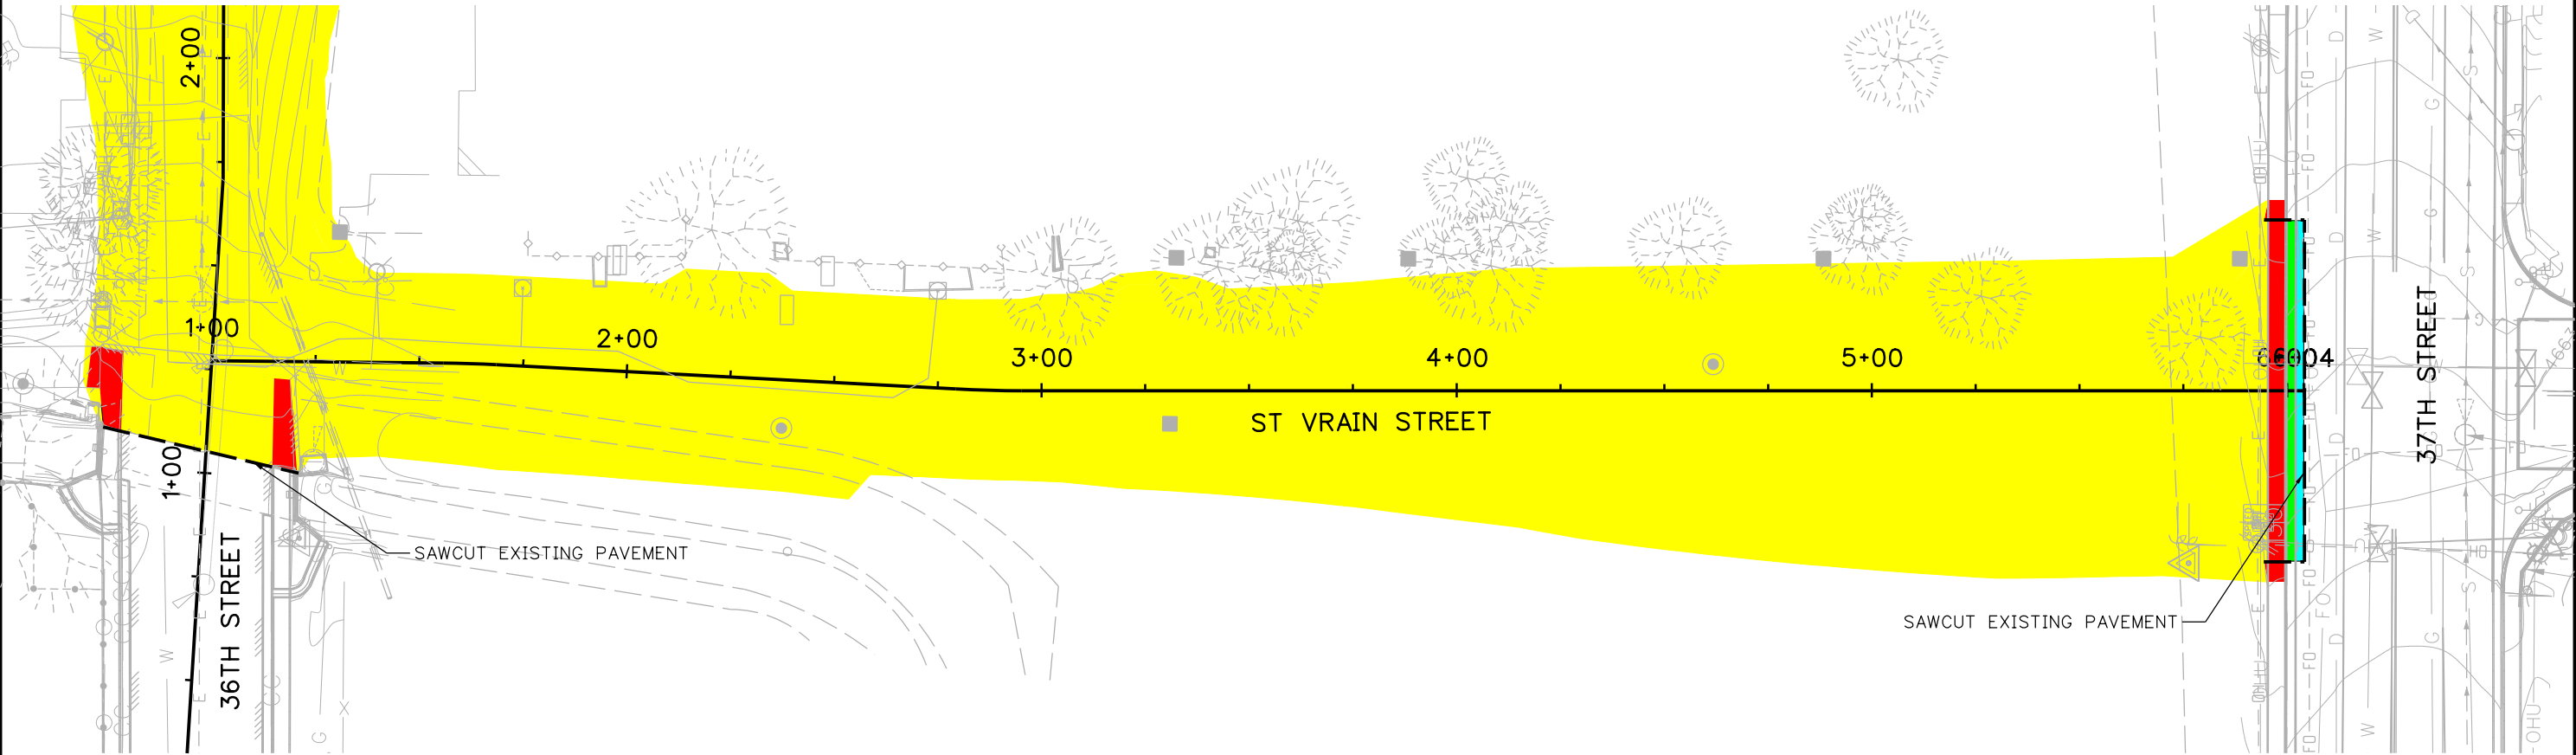 2+00
1+00
2+00
3+00
4+00
5+00
ST VRAIN STREET
1+00
36TH STREET
SAWCUT EXISTING PAVEMENT
37TH STREET
SAWCUT EXISTING PAVEMENT
OHU